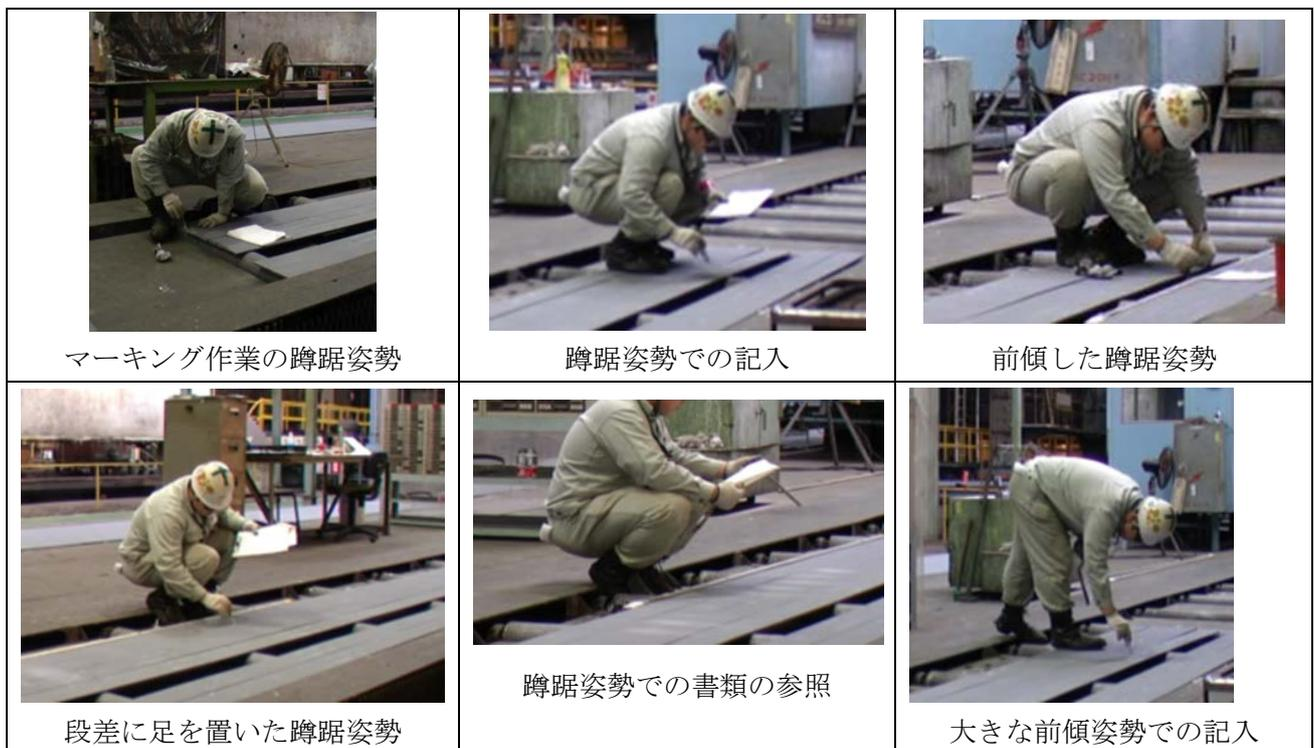 マーキング作業の蹲踞姿勢
蹲踞姿勢での記入
前傾した蹲踞姿勢
段差に足を置いた蹲踞姿勢
蹲踞姿勢での書類の参照
大きな前傾姿勢での記入